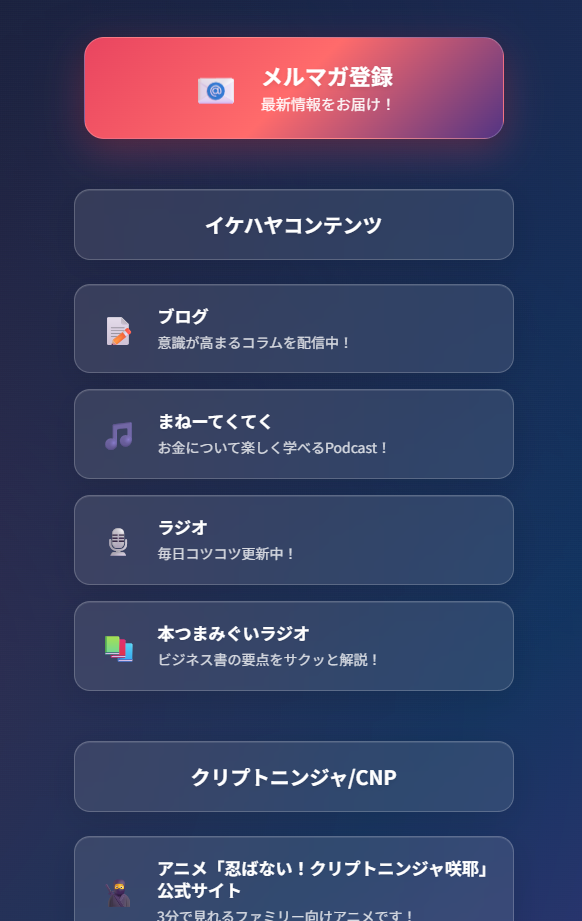 メルマガ登録
最新情報をお届け！
イケハヤコンテンツ
ブログ
意識が高まるコラムを配信中！
まねーてくてく
お金について楽しく学べるPodcast！
ラジオ
毎日コツコツ更新中！
本つまみぐいラジオ
ビジネス書の要点をサクッと解説！
クリプトニンジャ/CNP
アニメ「忍ばない！クリプトニンジャ咲耶」
公式サイト
3分で見れるファミリー向けアニメです！